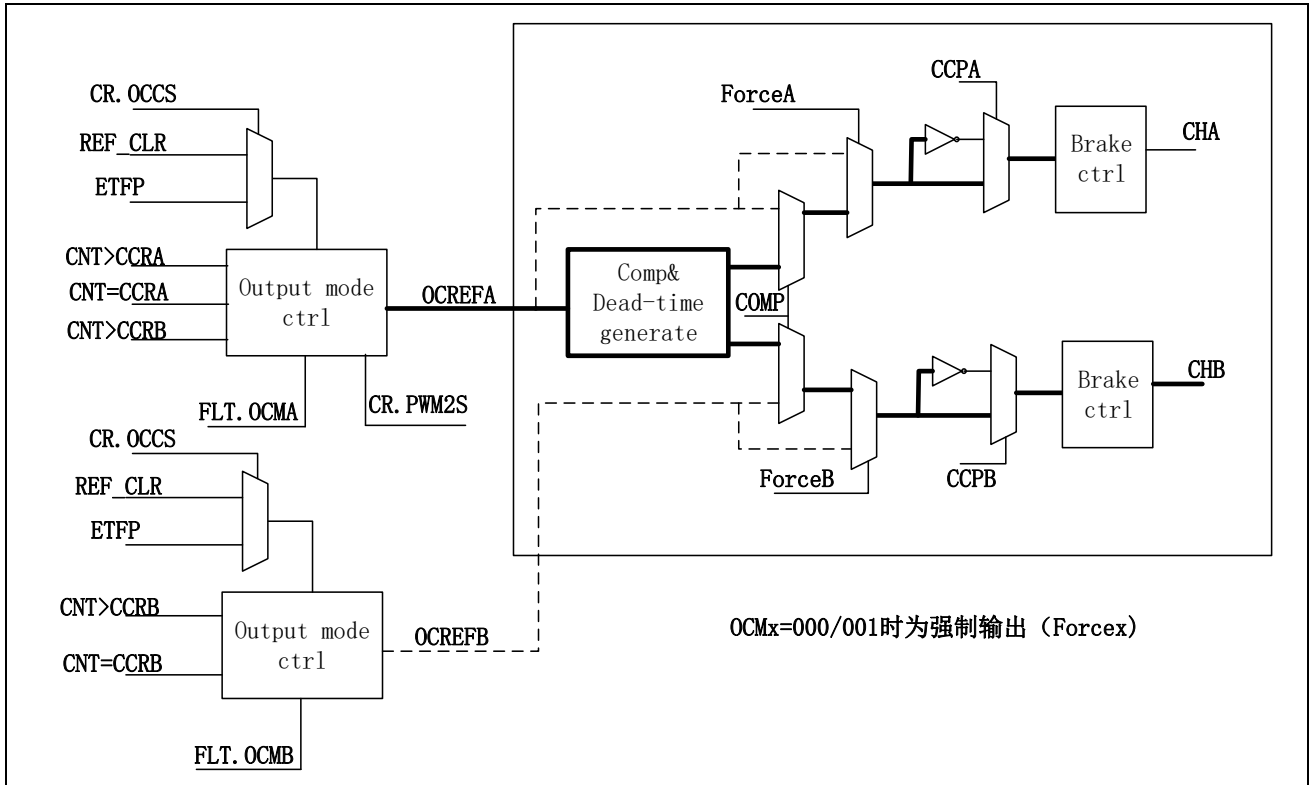 CR.OCCS
REF_CLR
ETFP
CNT>CCRA
CNT=CCRA
CNT>CCRB
Output mode
ctrl
FLT.OCMA
CR.PWM2S
OCREFA
ForceA
CCPA
Comp&
Dead-time
generate
COMP
Brake
ctrl
CHA
CR.OCCS
REF_CLR
ETFP
CNT>CCRB
CNT=CCRB
Output mode
ctrl
FLT.OCMB
OCREFB
ForceB
CCPB
Brake
ctrl
CHB
OCMx=000/001时为强制输出（Forcex)